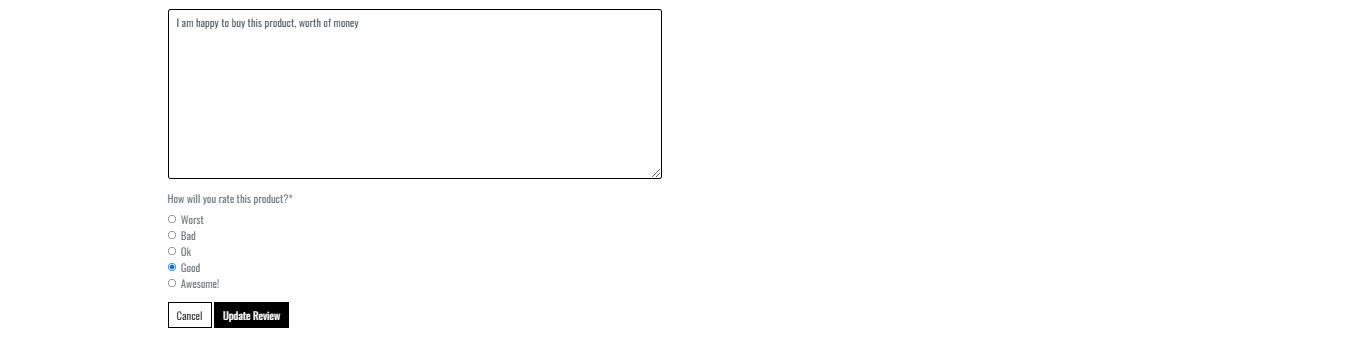 I am happy to buy this product, worth of money
How will you rate this product?*
Worst
Bad
Ok
Good
Awesome!
Cancel Update Review